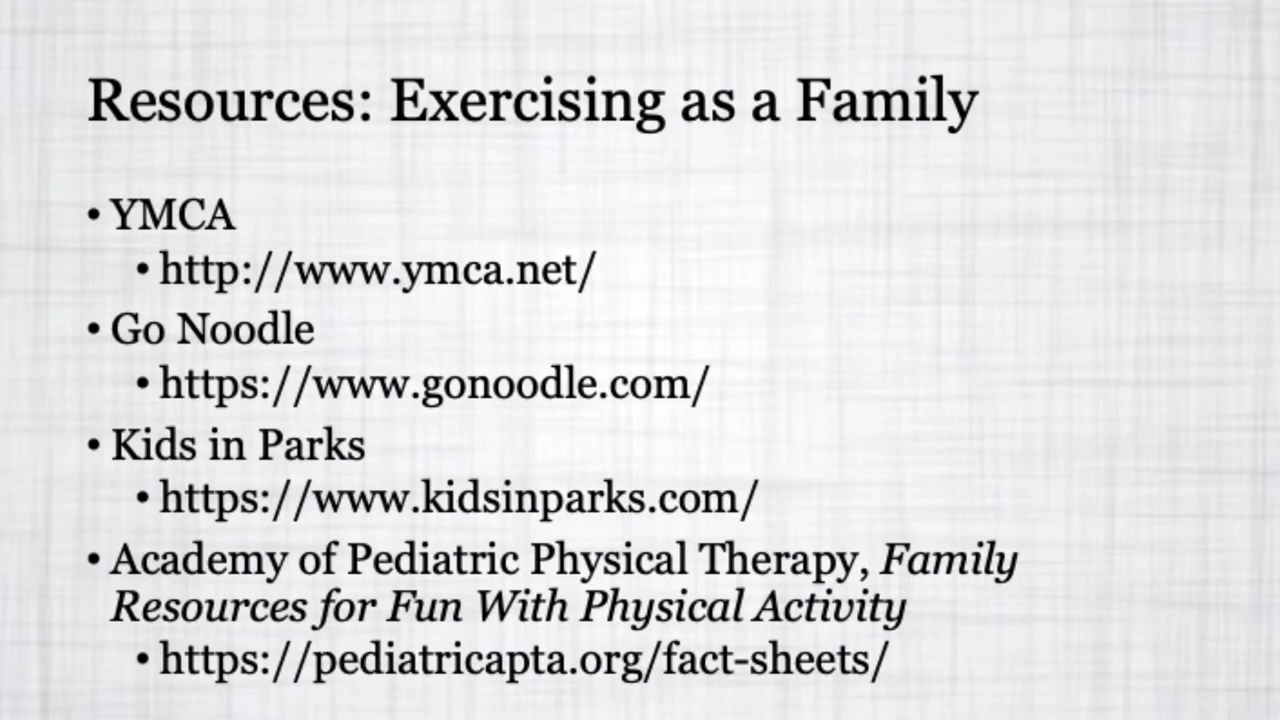 Resources: Exercising as a Family
• YMCA
• http://www.ymca.net/
• Go Noodle
• https://www.gonoodle.com/
• Kids in Parks
• https://www.kidsinparks.com/
• Academy of Pediatric Physical Therapy, Family
Resources for Fun With Physical Activity
• https://pediatricapta.org/fact-sheets/